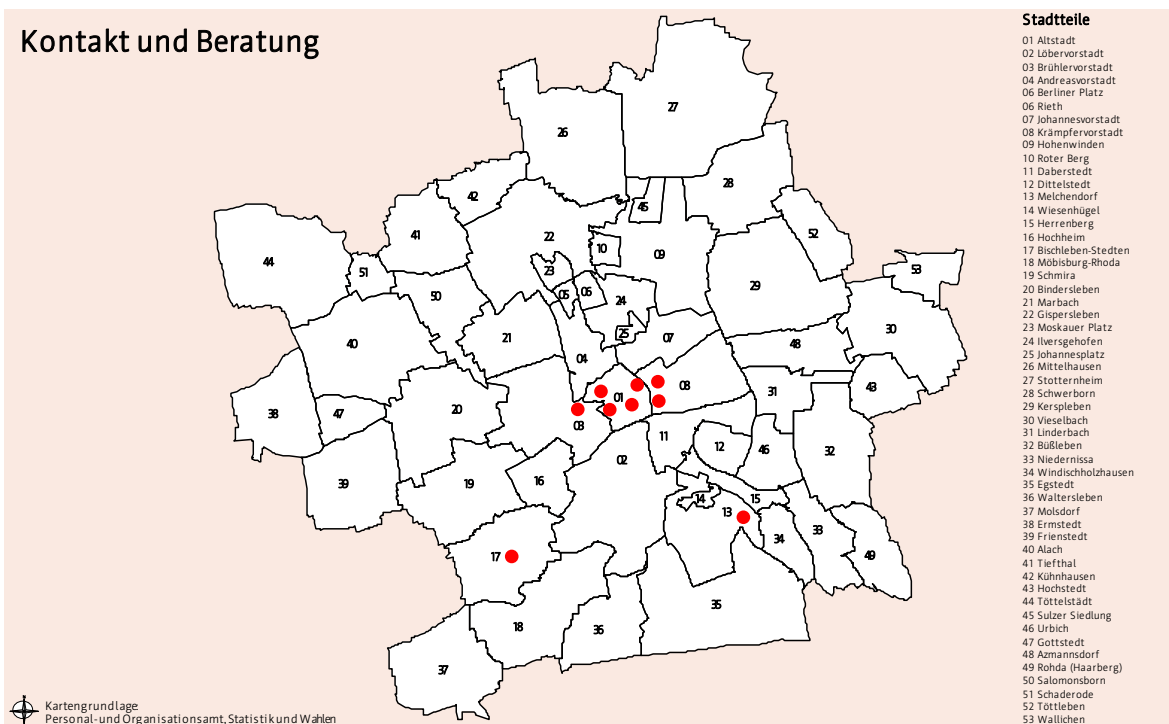 Kontakt und Beratung
27
26
28
42
45
41
22
52
10
09
44
23
53
51
05
06
50
29
24
30
25
21
07
40
48
04
03
43
01
31
38
47
20
03
11
12
46
32
02
16
39
19
14
15
13
33
34
49
17
35
18
36
37
Kartengrundlage
Personal- und Organisationsamt, Statistik und Wahlen
Stadtteile
01 Altstadt
02 Löbervorstadt
03 Brühlervorstadt
04 Andreasvorstadt
06 Berliner Platz
06 Rieth
07 Johannesvorstadt
08 Krämpfervorstadt
09 Hohenwinden
10 Roter Berg
11 Daberstedt
12 Dittelstedt
13 Melchendorf
14 Wiesenhügel
15 Herrenberg
16 Hochheim
17 Bischleben-Stedten
18 Möbisburg-Rhoda
19 Schmira
20 Bindersleben
21 Marbach
22 Gispersleben
23 Moskauer Platz
24 Ilversgehofen
25 Johannesplatz
26 Mittelhausen
27 Stotternheim
28 Schwerborn
29 Kerspleben
30 Vieselbach
31 Linderbach
32 Büßleben
33 Niedernissa
34 Windischholzhausen
35 Egstedt
36 Waltersleben
37 Molsdorf
38 Ermstedt
39 Frienstedt
40 Alach
41 Tiefthal
42 Kühnhausen
43 Hochstedt
44 Töttelstädt
45 Sulzer Siedlung
46 Urbich
47 Gottstedt
48 Azmannsdorf
49 Rohda (Haarberg)
50 Salomonsborn
51 Schaderode
52 Töttleben
53 Wallichen